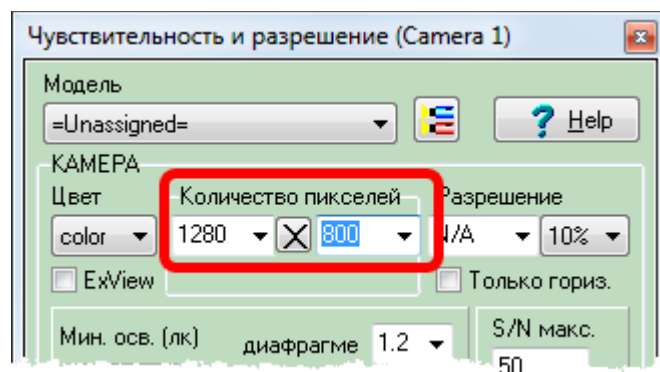 Чувствительность и разрешение (Camera 1)
Модель
=Unassigned=
Help
КАМЕРА
Цвет
Количество пикселей
Разрешение
color
1280
X
800
N/A
10%
ExView
Только гориз.
Мин. осв. (лк)
диафрагме
1.2
S/N макс.
50